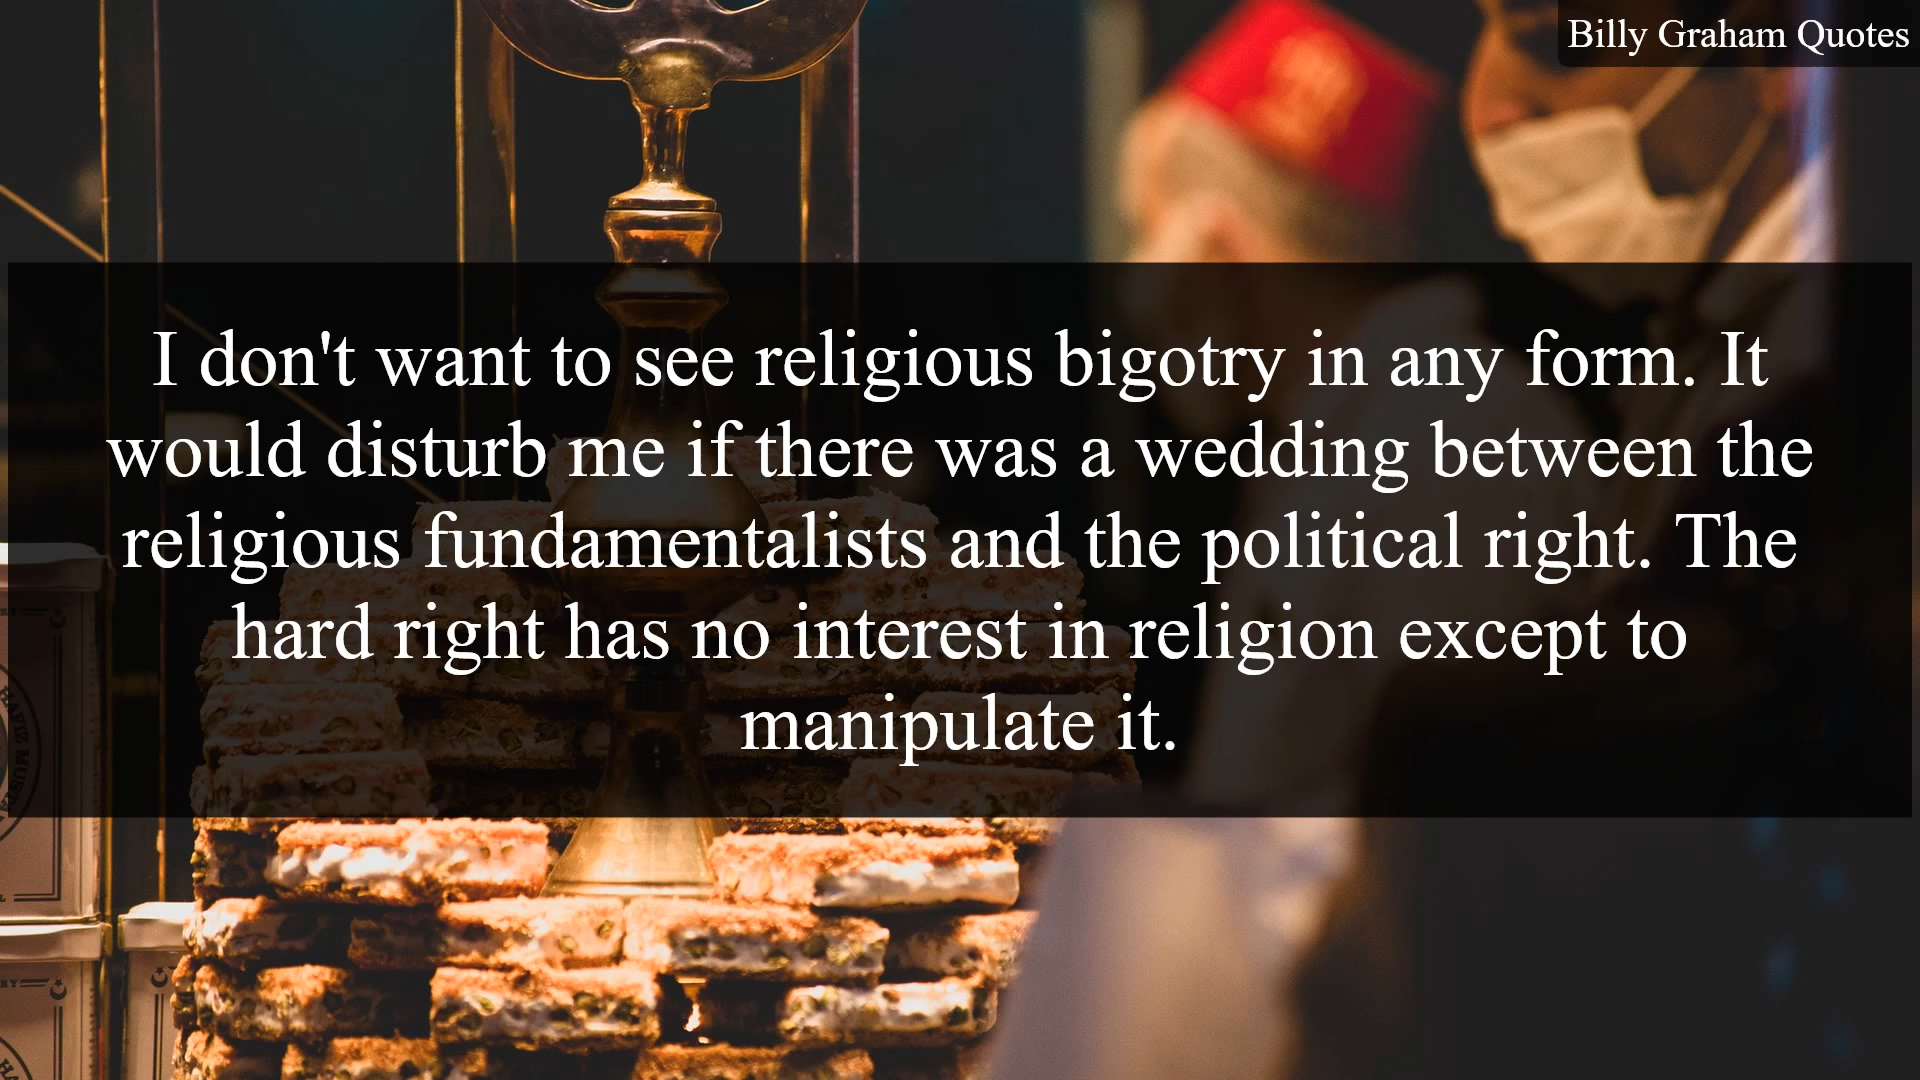 Billy Graham Quotes
I don't want to see religious bigotry in any form. It
would disturb me if there was a wedding between the
religious fundamentalists and the political right. The
hard right has no interest in religion except to
manipulate it.